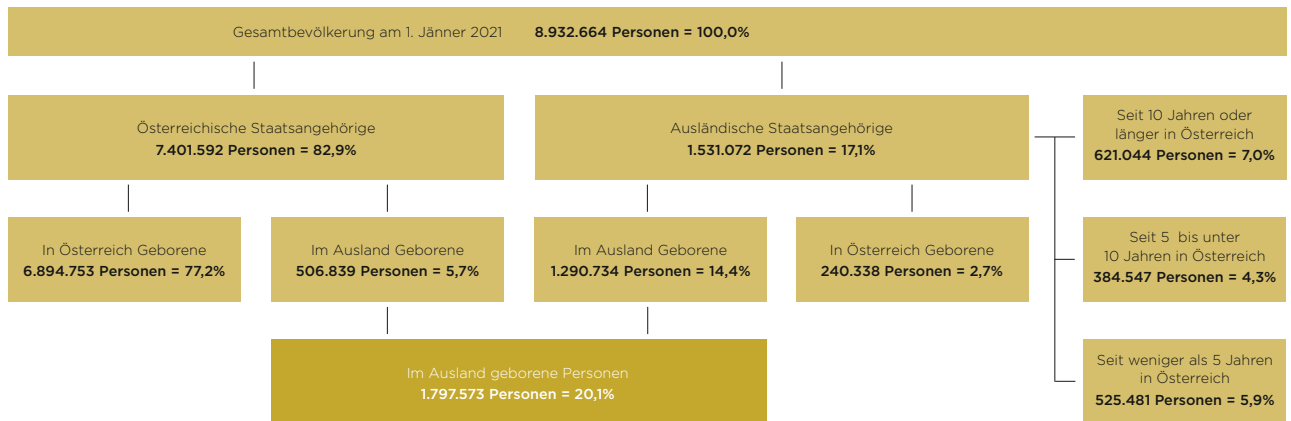 Gesamtbevölkerung am 1. Jänner 2021 8.932.664 Personen = 100,0%
Österreichische Staatsangehörige
7.401.592 Personen = 82,9%
Ausländische Staatsangehörige
1.531.072 Personen = 17,1%
Seit 10 Jahren oder
länger in Österreich
621.044 Personen = 7,0%
In Österreich Geborene
6.894.753 Personen = 77,2%
Im Ausland Geborene
506.839 Personen = 5,7%
Im Ausland Geborene
1.290.734 Personen = 14,4%
In Österreich Geborene
240.338 Personen = 2,7%
Seit 5 bis unter
10 Jahren in Österreich
384.547 Personen = 4,3%
Im Ausland geborene Personen
1.797.573 Personen = 20,1%
Seit weniger als 5 Jahren
in Österreich
525.481 Personen = 5,9%